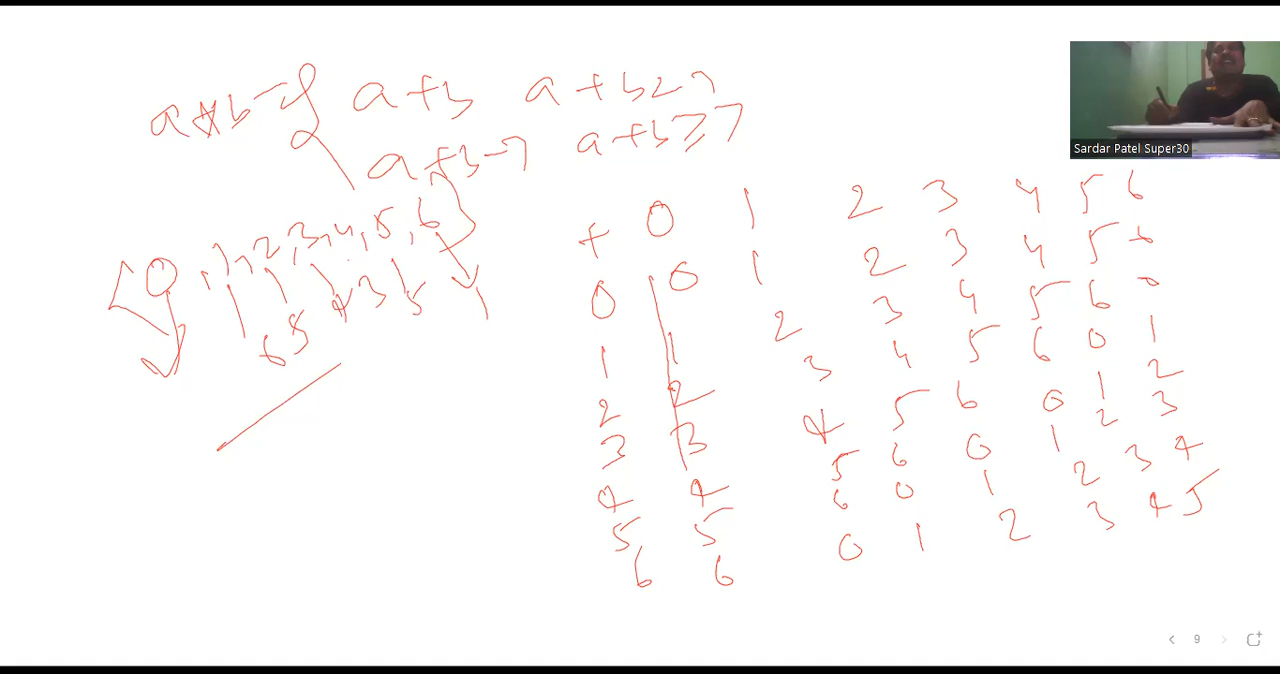 a*b = { a+b a+b<7
a+b-7 a+b≥7
{0, 1, 2, 3, 4, 5, 6}
6 5 4 3 5 1
+ 0 1 2 3 4 5 6
0 0 1 2 3 4 5 6
1 1 2 3 4 5 6 0
2 2 3 4 5 6 0 1
3 3 4 5 6 0 1 2
4 4 5 6 0 1 2 3
5 5 6 0 1 2 3 4
6 6 0 1 2 3 4 5
Sardar Patel Super30
9